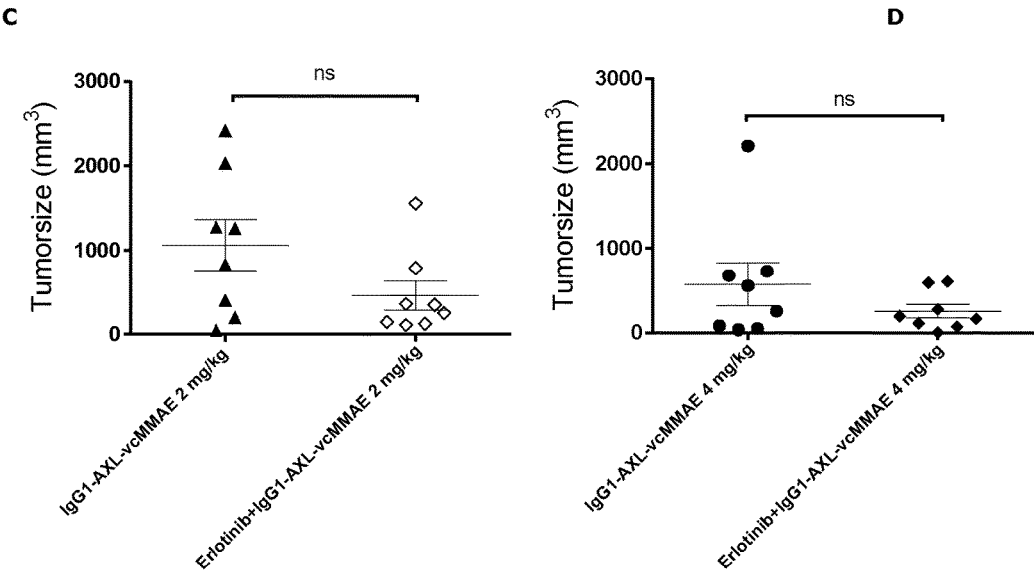 C
D
3000
2000
1000
0
Tumorsize (mm3)
ns
IgG1-AXL-vcMMAE 2 mg/kg
Erlotinib+IgG1-AXL-vcMMAE 2 mg/kg
3000
2000
1000
0
Tumorsize (mm3)
ns
IgG1-AXL-vcMMAE 4 mg/kg
Erlotinib+IgG1-AXL-vcMMAE 4 mg/kg